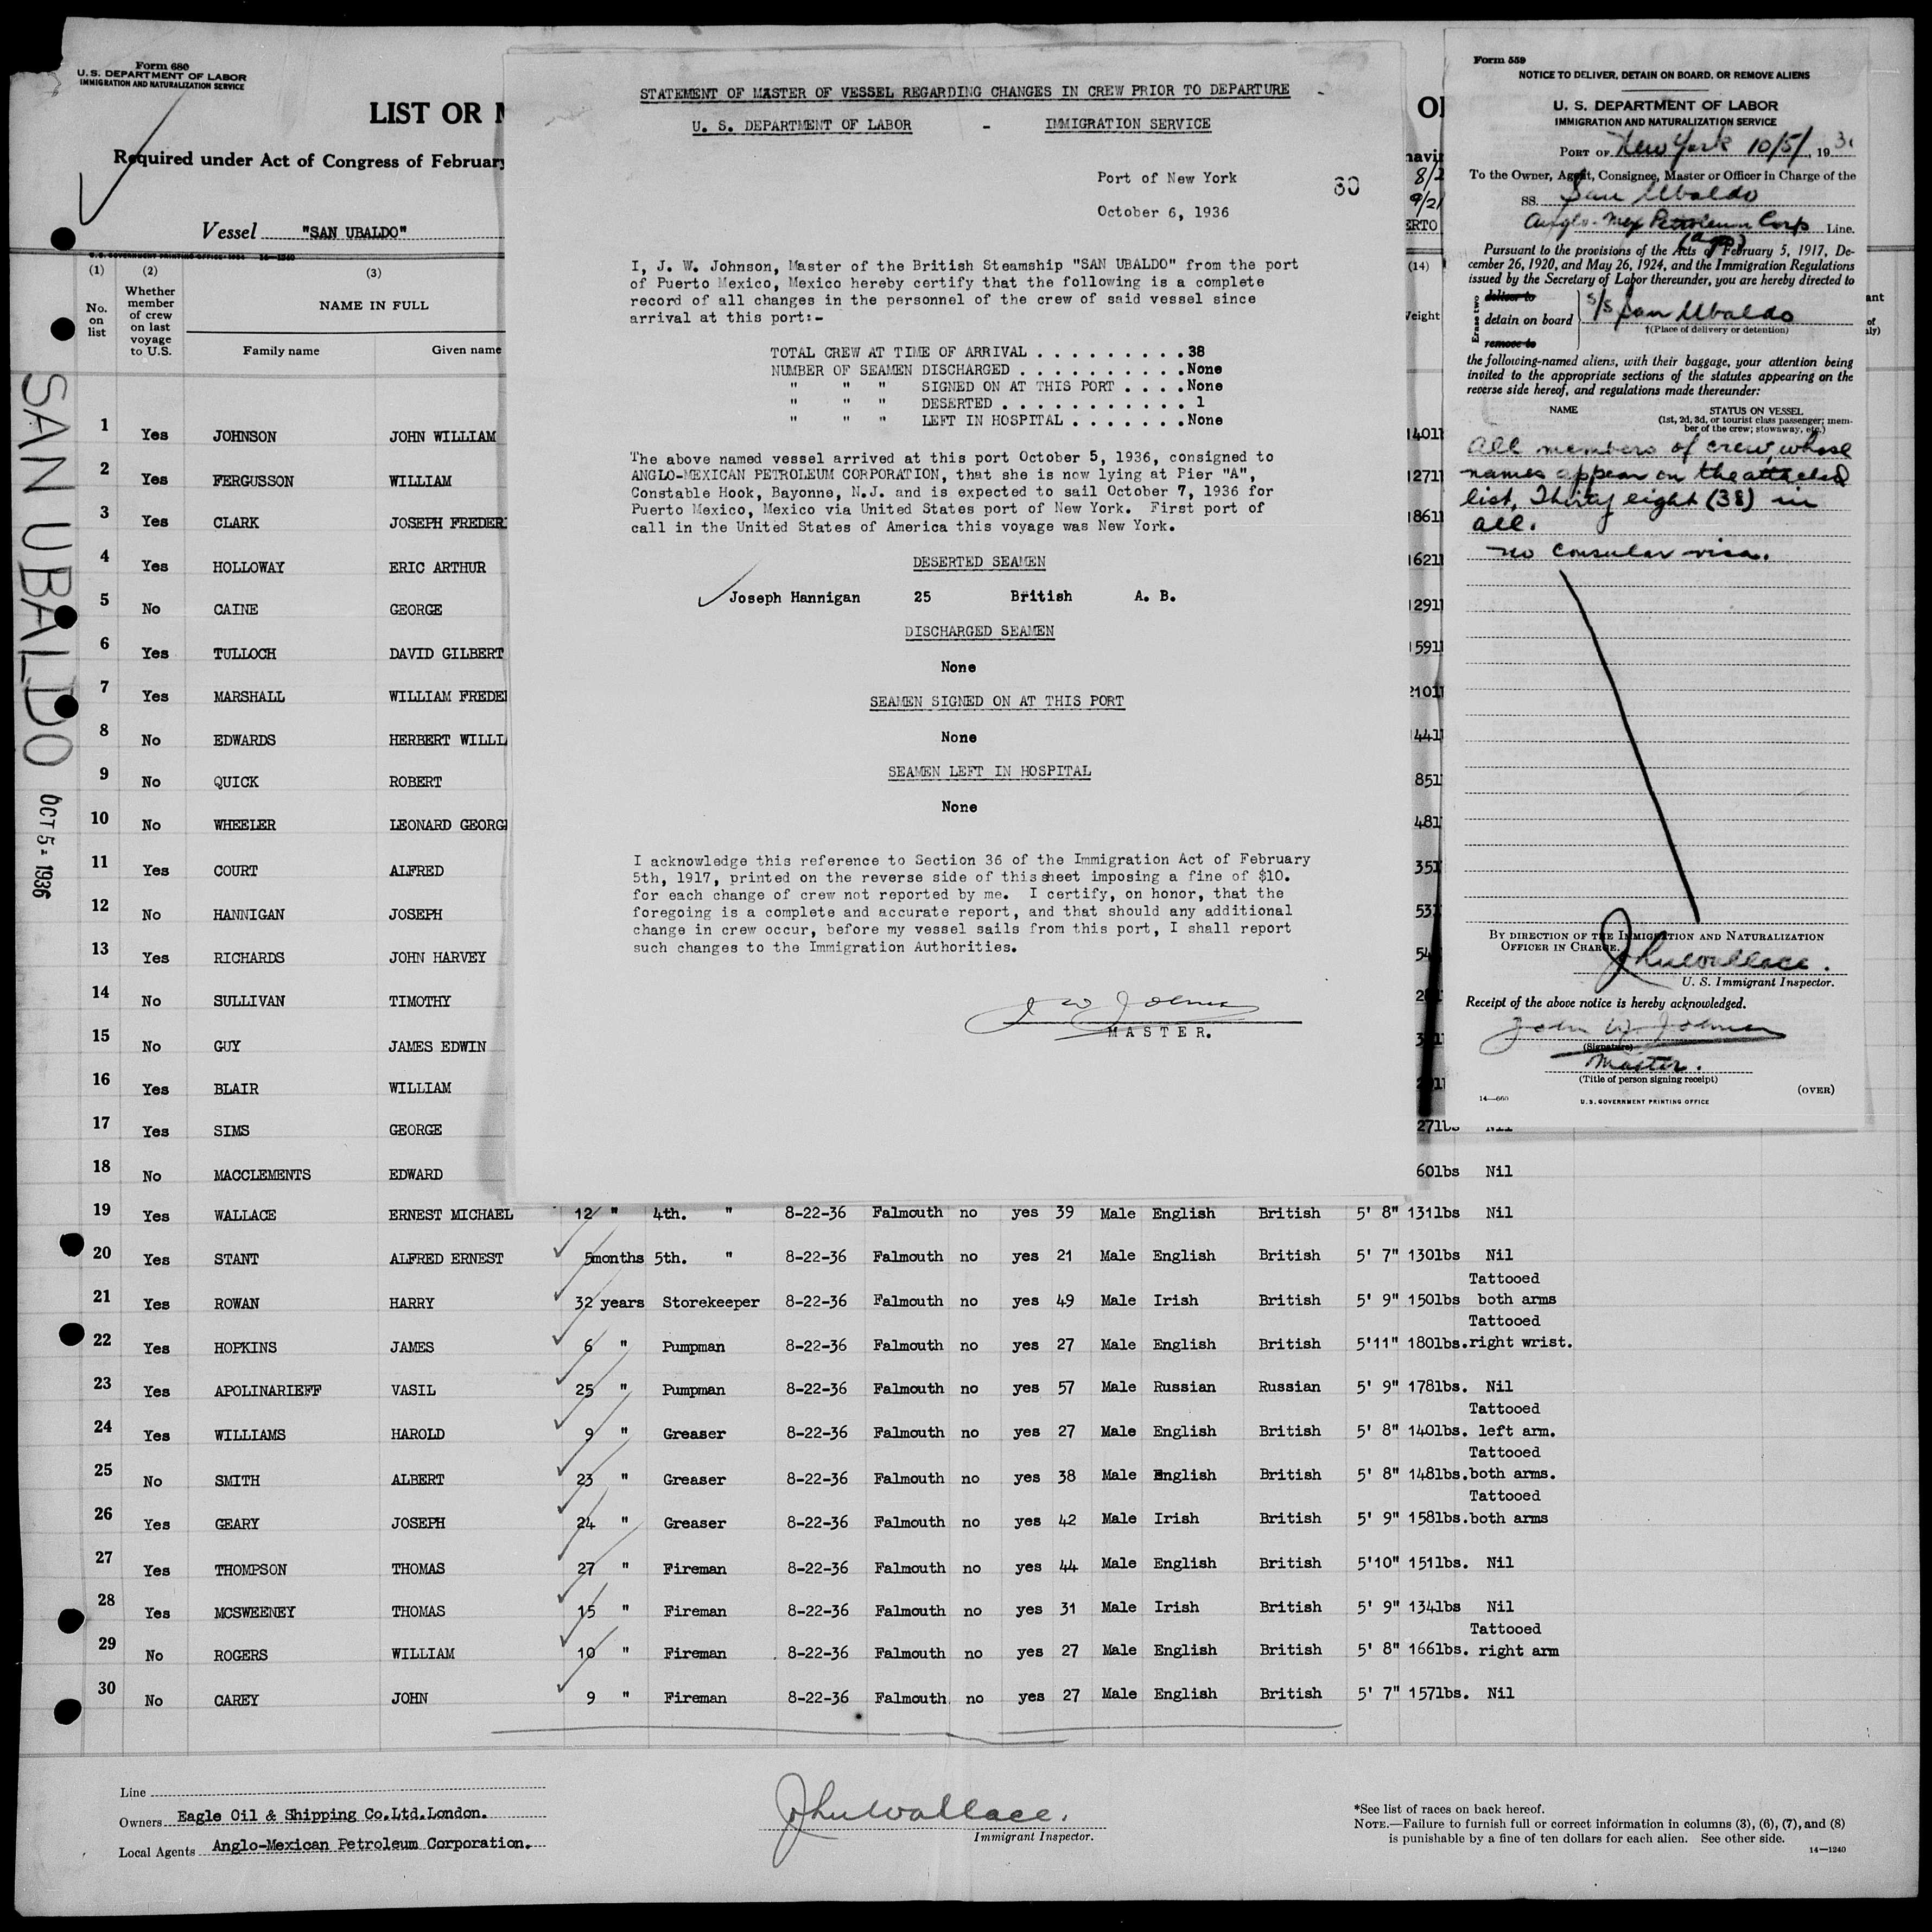 Form 680
U.S. DEPARTMENT OF LABOR
IMMIGRATION AND NATURALIZATION SERVICE
LIST OR
Required under Act of Congress of February
Vessel "SAN UBALDO"
U.S. GOVERNMENT PRINTING OFFICE: 1934 14—1240
(1) (2) (3)
No. on list
Whether member of crew on last voyage to U.S.
NAME IN FULL
Family name Given name
SAN UBALDO
OCT 5 - 1936
1 Yes JOHNSON JOHN WILLIAM
2 Yes FERGUSSON WILLIAM
3 Yes CLARK JOSEPH FREDER
4 Yes HOLLOWAY ERIC ARTHUR
5 No CAINE GEORGE
6 Yes TULLOCH DAVID GILBERT
7 Yes MARSHALL WILLIAM FREDE
8 No EDWARDS HERBERT WILLI
9 No QUICK ROBERT
10 No WHEELER LEONARD GEORG
11 Yes COURT ALFRED
12 No HANNIGAN JOSEPH
13 Yes RICHARDS JOHN HARVEY
14 No SULLIVAN TIMOTHY
15 No GUY JAMES EDWIN
16 Yes BLAIR WILLIAM
17 Yes SIMS GEORGE
18 No MACCLEMENTS EDWARD 60lbs Nil
19 Yes WALLACE ERNEST MICHAEL 12 " 4th. " 8-22-36 Falmouth no yes 39 Male English British 5' 8" 131lbs Nil
20 Yes STANT ALFRED ERNEST 5months 5th. " 8-22-36 Falmouth no yes 21 Male English British 5' 7" 130lbs Nil
21 Yes ROWAN HARRY 32 years Storekeeper 8-22-36 Falmouth no yes 49 Male Irish British 5' 9" 150lbs Tattooed both arms
22 Yes HOPKINS JAMES 6 " Pumpman 8-22-36 Falmouth no yes 27 Male English British 5'11" 180lbs. Tattooed right wrist.
23 Yes APOLINARIEFF VASIL 25 " Pumpman 8-22-36 Falmouth no yes 57 Male Russian Russian 5' 9" 178lbs. Nil
24 Yes WILLIAMS HAROLD 9 " Greaser 8-22-36 Falmouth no yes 27 Male English British 5' 8" 140lbs. Tattooed left arm.
25 No SMITH ALBERT 23 " Greaser 8-22-36 Falmouth no yes 38 Male English British 5' 8" 148lbs. Tattooed both arms.
26 Yes GEARY JOSEPH 24 " Greaser 8-22-36 Falmouth no yes 42 Male Irish British 5' 9" 158lbs. Tattooed both arms
27 Yes THOMPSON THOMAS 27 " Fireman 8-22-36 Falmouth no yes 44 Male English British 5'10" 151lbs. Nil
28 Yes MCSWEENEY THOMAS 15 " Fireman 8-22-36 Falmouth no yes 31 Male Irish British 5' 9" 134lbs Nil
29 No ROGERS WILLIAM 10 " Fireman 8-22-36 Falmouth no yes 27 Male English British 5' 8" 166lbs. Tattooed right arm
30 No CAREY JOHN 9 " Fireman 8-22-36 Falmouth no yes 27 Male English British 5' 7" 157lbs. Nil
Line
Owners Eagle Oil & Shipping Co.Ltd.London.
Local Agents Anglo-Mexican Petroleum Corporation.
John Wallace.
Immigrant Inspector.
*See list of races on back hereof.
NOTE.—Failure to furnish full or correct information in columns (3), (6), (7), and (8)
is punishable by a fine of ten dollars for each alien. See other side.
14—1240
STATEMENT OF MASTER OF VESSEL REGARDING CHANGES IN CREW PRIOR TO DEPARTURE
U. S. DEPARTMENT OF LABOR - IMMIGRATION SERVICE
Port of New York
October 6, 1936
60
I, J. W. Johnson, Master of the British Steamship "SAN UBALDO" from the port
of Puerto Mexico, Mexico hereby certify that the following is a complete
record of all changes in the personnel of the crew of said vessel since
arrival at this port:-
TOTAL CREW AT TIME OF ARRIVAL . . . . . . . . . .38
NUMBER OF SEAMEN DISCHARGED . . . . . . . . . . .None
" " " SIGNED ON AT THIS PORT . . . .None
" " " DESERTED . . . . . . . . . . . 1
" " " LEFT IN HOSPITAL . . . . . . .None
The above named vessel arrived at this port October 5, 1936, consigned to
ANGLO-MEXICAN PETROLEUM CORPORATION, that she is now lying at Pier "A",
Constable Hook, Bayonne, N.J. and is expected to sail October 7, 1936 for
Puerto Mexico, Mexico via United States port of New York. First port of
call in the United States of America this voyage was New York.
DESERTED SEAMEN
Joseph Hannigan 25 British A. B.
DISCHARGED SEAMEN
None
SEAMEN SIGNED ON AT THIS PORT
None
SEAMEN LEFT IN HOSPITAL
None
I acknowledge this reference to Section 36 of the Immigration Act of February
5th, 1917, printed on the reverse side of this sheet imposing a fine of $10.
for each change of crew not reported by me. I certify, on honor, that the
foregoing is a complete and accurate report, and that should any additional
change in crew occur, before my vessel sails from this port, I shall report
such changes to the Immigration Authorities.
J W Johnson
MASTER.
(14)
Form 559
NOTICE TO DELIVER, DETAIN ON BOARD, OR REMOVE ALIENS
U. S. DEPARTMENT OF LABOR
IMMIGRATION AND NATURALIZATION SERVICE
PORT OF New York 10/5/, 193
To the Owner, Agent, Consignee, Master or Officer in Charge of the
SS. San Ubaldo
Anglo-Mex Petroleum Corp Line.
(agts)
Pursuant to the provisions of the Acts of February 5, 1917, De-
cember 26, 1920, and May 26, 1924, and the Immigration Regulations
issued by the Secretary of Labor thereunder, you are hereby directed to
Erase two
deliver to
detain on board
remove to
S/S San Ubaldo
†(Place of delivery or detention)
the following-named aliens, with their baggage, your attention being
invited to the appropriate sections of the statutes appearing on the
reverse side hereof, and regulations made thereunder:
NAME STATUS ON VESSEL
(1st, 2d, 3d, or tourist class passenger; mem-
ber of the crew; stowaway, etc.)
All members of crew, whose
names appear on the attached
list, Thirty eight (38) in
all.
no consular visa.
BY DIRECTION OF THE IMMIGRATION AND NATURALIZATION
OFFICER IN CHARGE.
John Wallace.
U. S. Immigrant Inspector.
Receipt of the above notice is hereby acknowledged.
John W. Johnson
(Signature)
Master.
(Title of person signing receipt)
(OVER)
14—660
U.S. GOVERNMENT PRINTING OFFICE